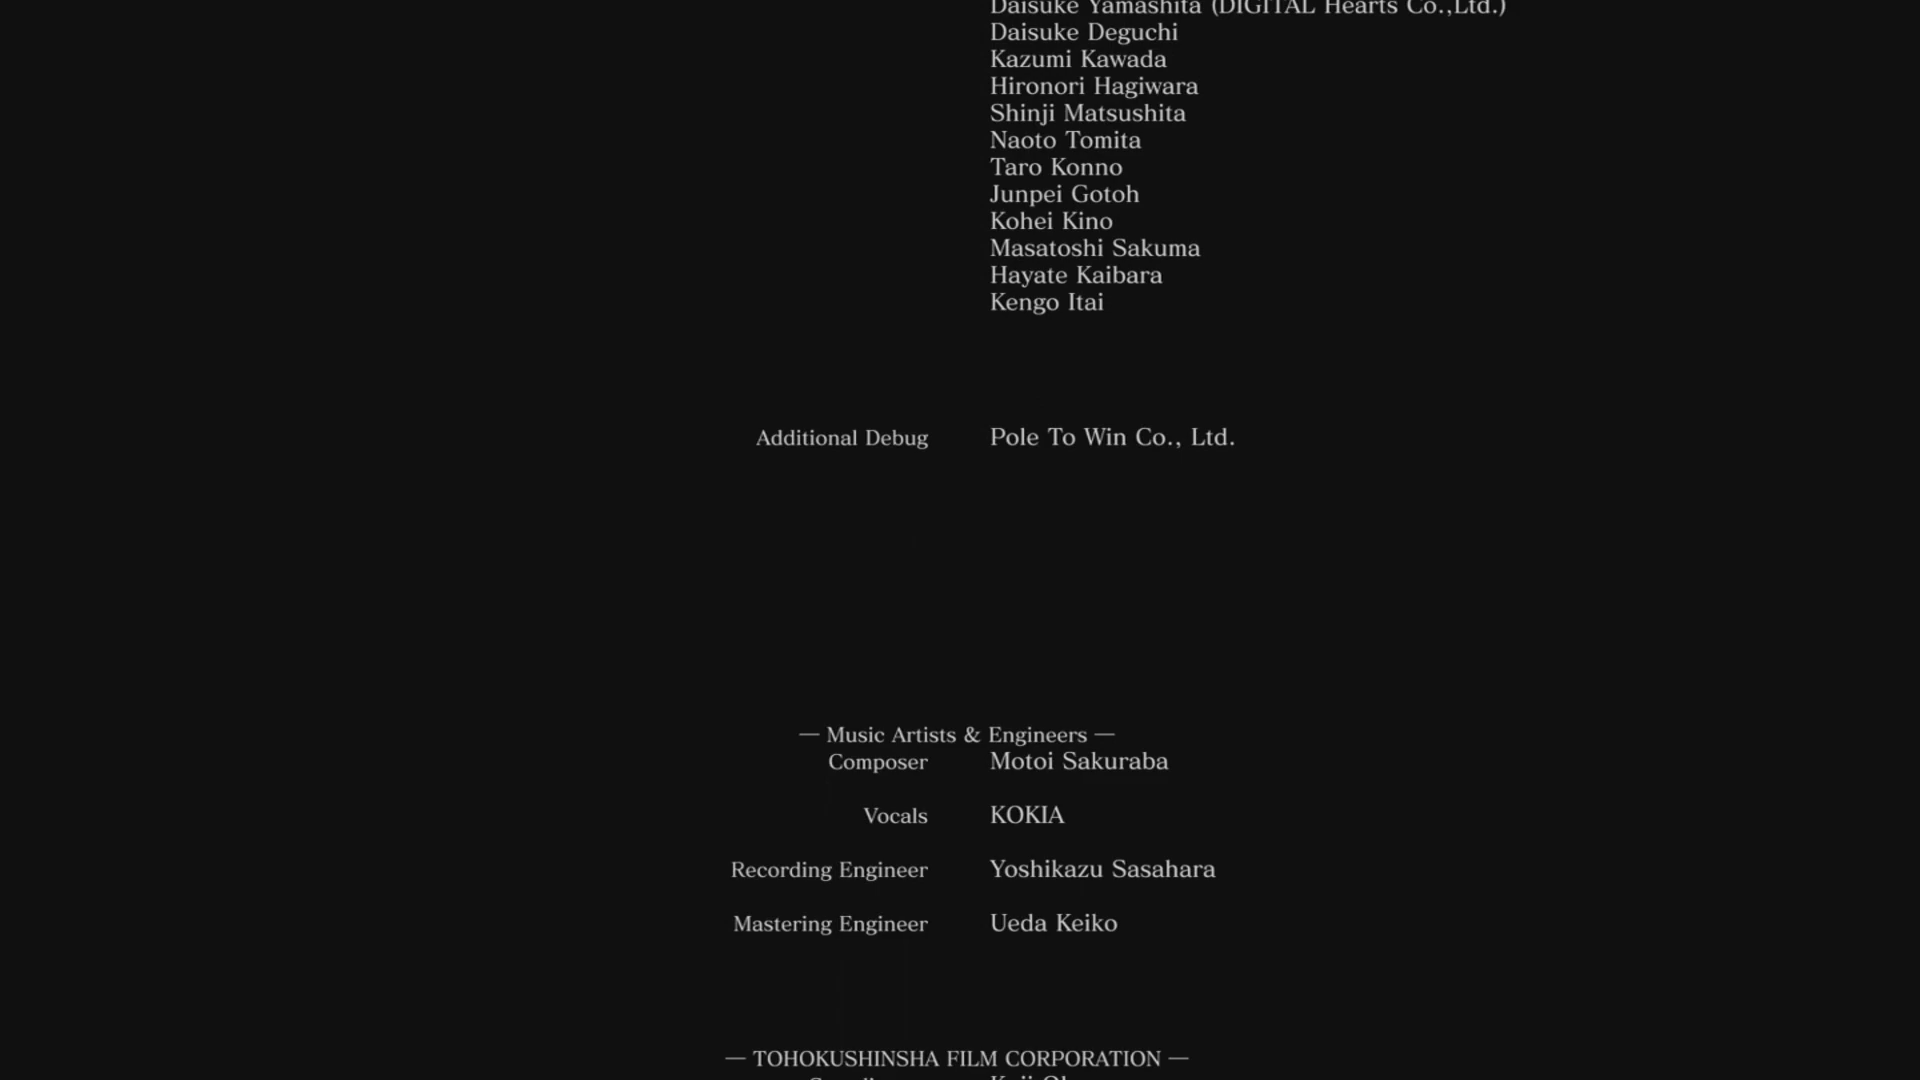 Daisuke Yamashita (DIGITAL Hearts Co.,Ltd.)
Daisuke Deguchi
Kazumi Kawada
Hironori Hagiwara
Shinji Matsushita
Naoto Tomita
Taro Konno
Junpei Gotoh
Kohei Kino
Masatoshi Sakuma
Hayate Kaibara
Kengo Itai
Additional Debug Pole To Win Co., Ltd.
— Music Artists & Engineers —
Composer Motoi Sakuraba
Vocals KOKIA
Recording Engineer Yoshikazu Sasahara
Mastering Engineer Ueda Keiko
— TOHOKUSHINSHA FILM CORPORATION —